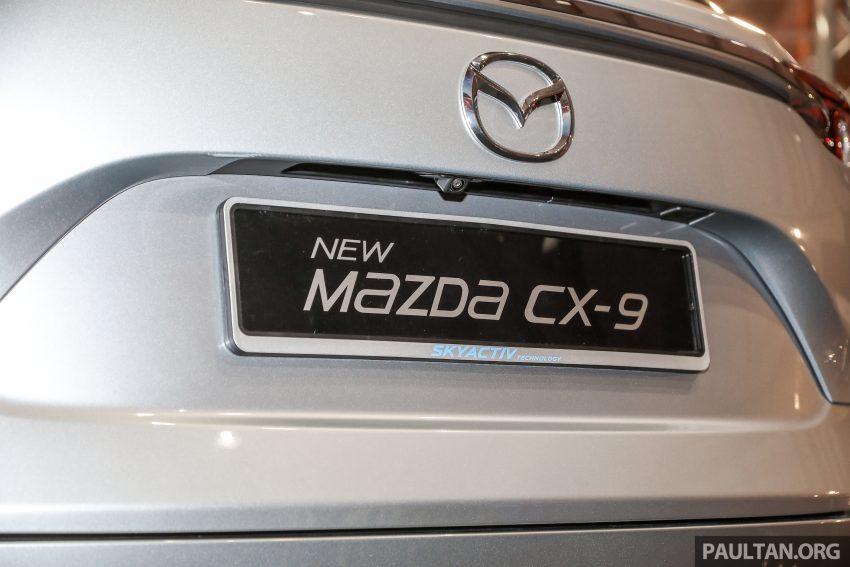 NEW
MAZDA CX-9
SKYACTIV TECHNOLOGY
PAULTAN.ORG